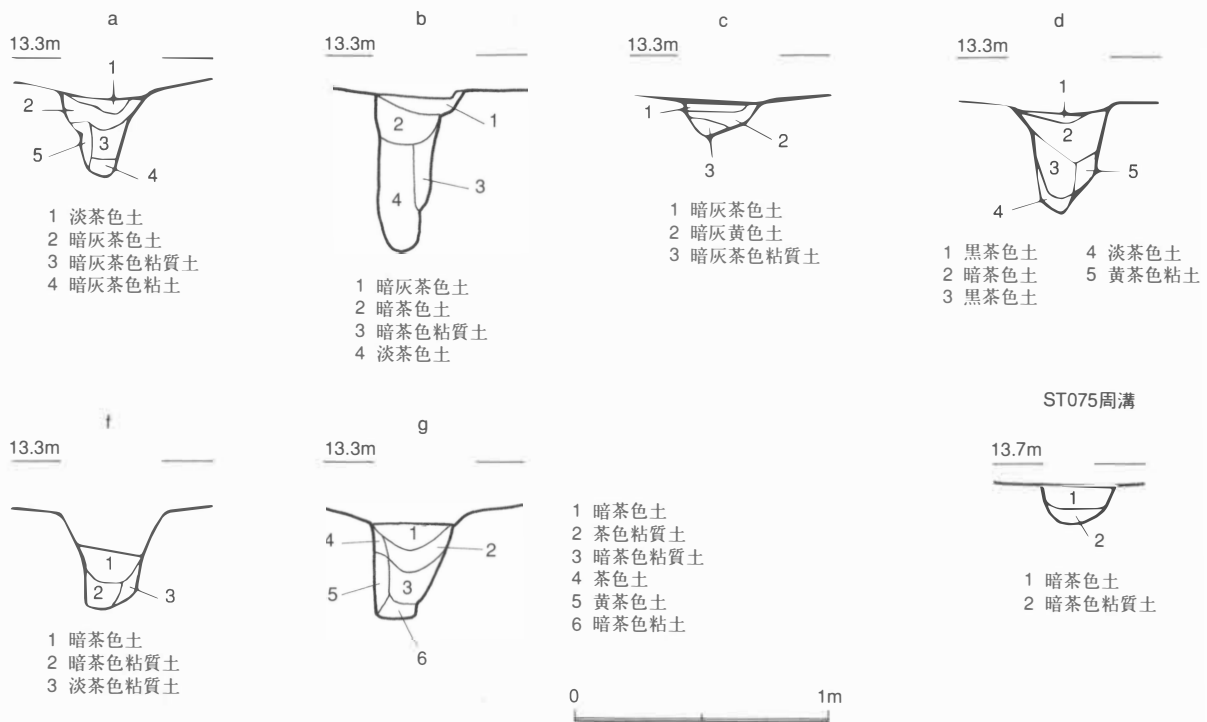 a
13.3m
1
2
3
5
4
1 淡茶色土
2 暗灰茶色土
3 暗灰茶色粘質土
4 暗灰茶色粘土
b
13.3m
2
1
3
4
1 暗灰茶色土
2 暗茶色土
3 暗茶色粘質土
4 淡茶色土
c
13.3m
1
2
3
1 暗灰茶色土
2 暗灰黄色土
3 暗灰茶色粘質土
d
13.3m
1
2
3
5
4
1 黒茶色土
2 暗茶色土
3 黒茶色土
4 淡茶色土
5 黄茶色粘土
f
13.3m
1
2
3
1 暗茶色土
2 暗茶色粘質土
3 淡茶色粘質土
g
13.3m
1
4
2
3
5
6
1 暗茶色土
2 茶色粘質土
3 暗茶色粘質土
4 茶色土
5 黄茶色土
6 暗茶色粘土
ST075周溝
13.7m
1
2
1 暗茶色土
2 暗茶色粘質土
0 1m